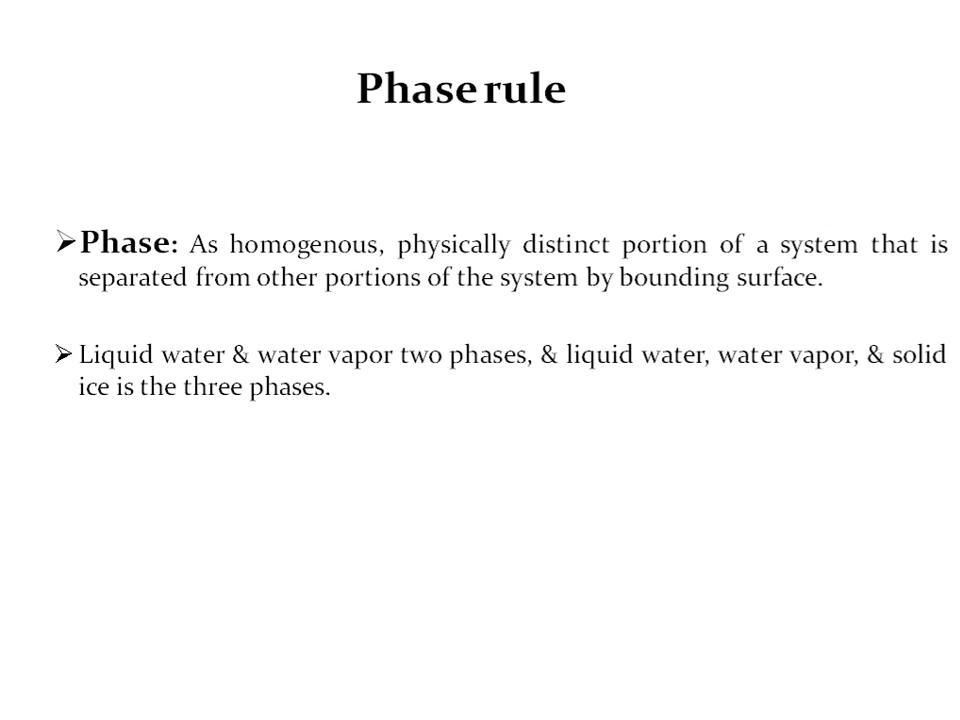 Phase rule
➢Phase: As homogenous, physically distinct portion of a system that is
separated from other portions of the system by bounding surface.
➢Liquid water & water vapor two phases, & liquid water, water vapor, & solid
ice is the three phases.